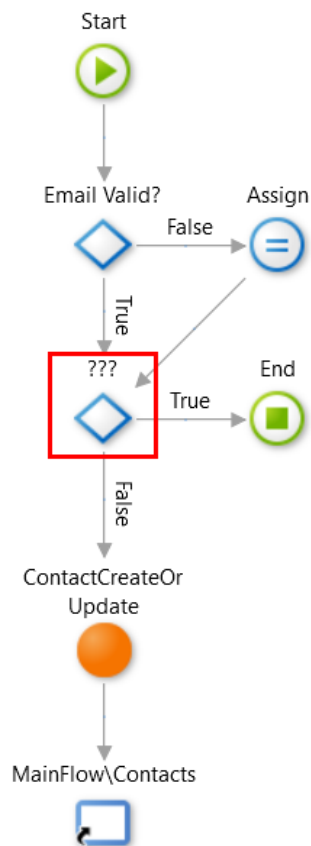 Start
Email Valid?
Assign
False
True
???
End
True
False
ContactCreateOr
Update
MainFlow\Contacts